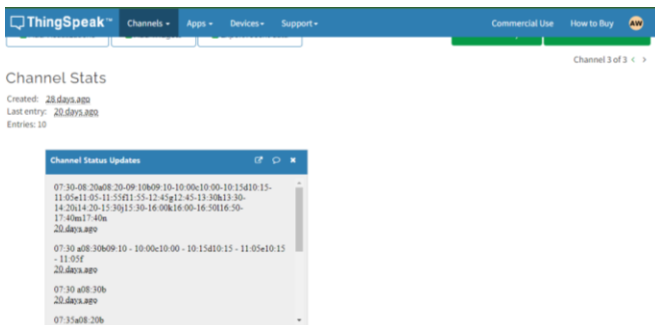 ThingSpeak™ Channels Apps Devices Support Commercial Use How to Buy AW
Channel 3 of 3 < >
Channel Stats
Created: 28 days ago
Last entry: 20 days ago
Entries: 10
Channel Status Updates
07:30-08:20a08:20-09:10b09:10-10:00c10:00-10:15d10:15-
11:05e11:05-11:55f11:55-12:45g12:45-13:30h13:30-
14:20i14:20-15:30j15:30-16:00k16:00-16:50l16:50-
17:40m17:40n
20 days ago
07:30 a08:30b09:10 - 10:00c10:00 - 10:15d10:15 - 11:05e10:15
- 11:05f
20 days ago
07:30 a08:30b
20 days ago
07:35a08:20b